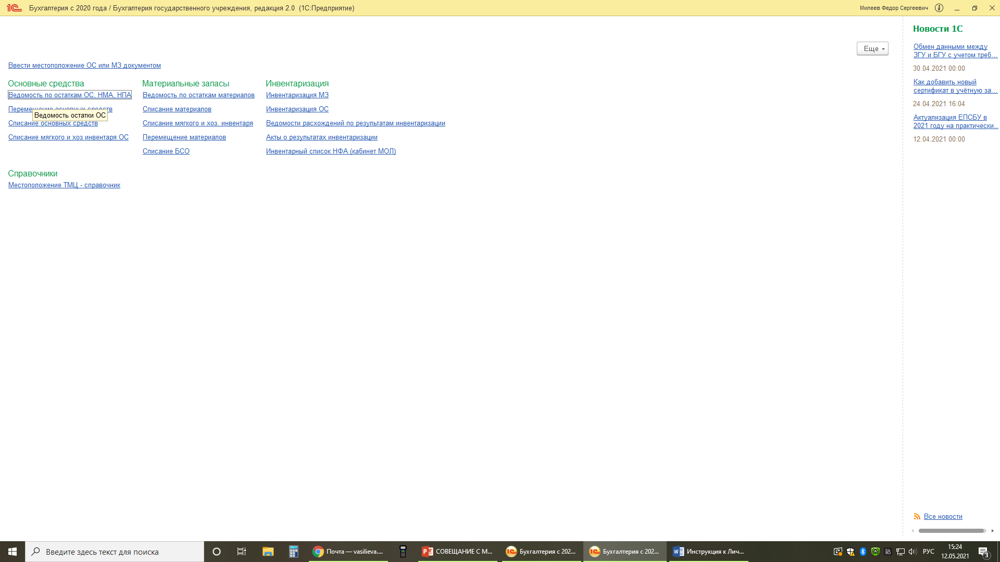 Бухгалтерия с 2020 года / Бухгалтерия государственного учреждения, редакция 2.0 (1С:Предприятие)
Милеев Федор Сергеевич
Еще
Ввести местоположение ОС или МЗ документом
Основные средства
Ведомость по остаткам ОС, НМА, НПА
Перемещение основных средств
Ведомость остатки ОС
Списание основных средств
Списание мягкого и хоз инвентаря ОС
Материальные запасы
Ведомость по остаткам материалов
Списание материалов
Списание мягкого и хоз. инвентаря
Перемещение материалов
Списание БСО
Инвентаризация
Инвентаризация МЗ
Инвентаризация ОС
Ведомости расхождений по результатам инвентаризации
Акты о результатах инвентаризации
Инвентарный список НФА (кабинет МОЛ)
Справочники
Местоположение ТМЦ - справочник
Новости 1С
Обмен данными между
ЗГУ и БГУ с учетом треб...
30.04.2021 00:00
Как добавить новый
сертификат в учётную за...
24.04.2021 16:04
Актуализация ЕПСБУ в
2021 году на практически...
12.04.2021 00:00
Все новости
Введите здесь текст для поиска
Почта — vasilieva....
СОВЕЩАНИЕ С М...
Бухгалтерия с 202...
Бухгалтерия с 202...
Инструкция к Лич...
РУС
15:24
12.05.2021
3